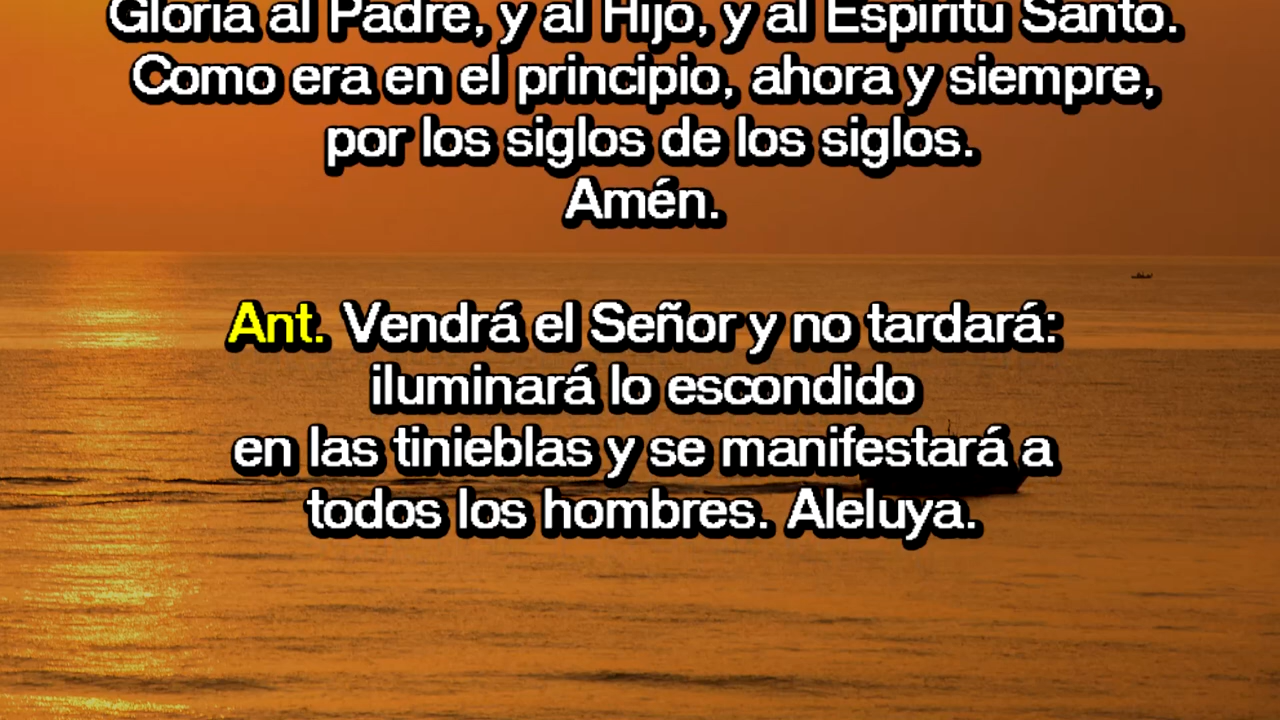 Gloria al Padre, y al Hijo, y al Espíritu Santo.
Como era en el principio, ahora y siempre,
por los siglos de los siglos.
Amén.
Ant. Vendrá el Señor y no tardará:
iluminará lo escondido
en las tinieblas y se manifestará a
todos los hombres. Aleluya.